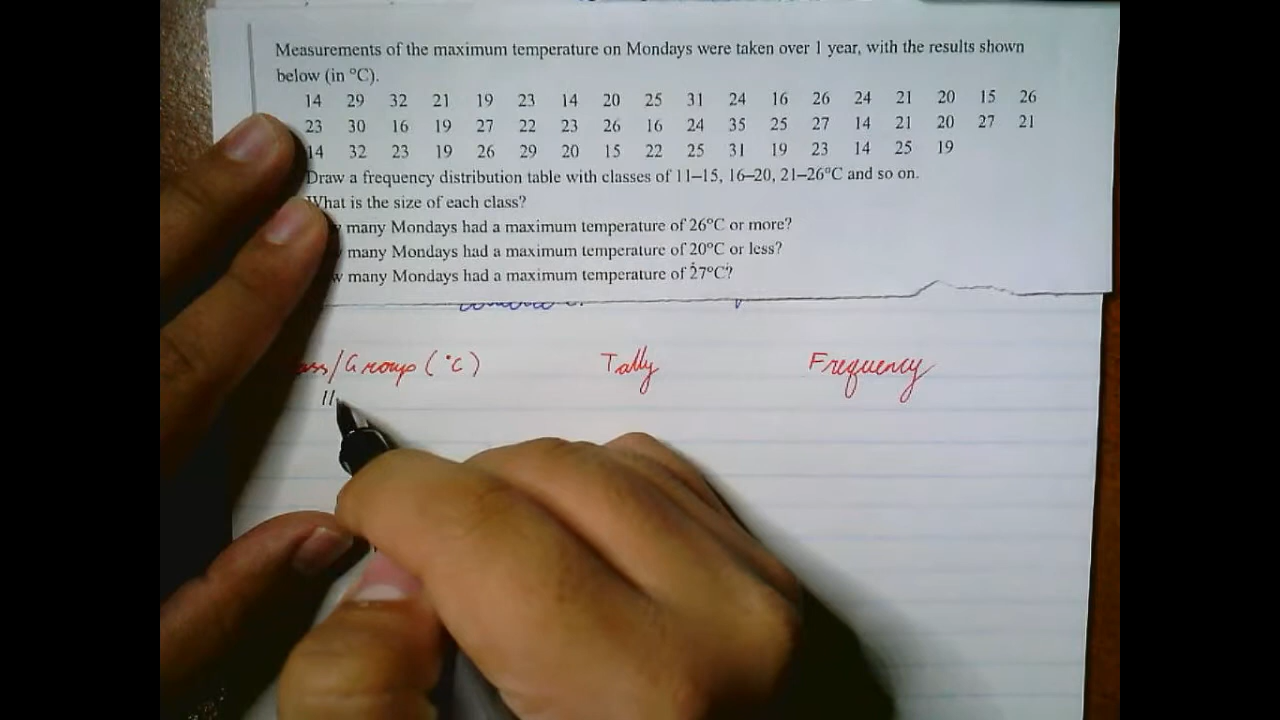 Measurements of the maximum temperature on Mondays were taken over 1 year, with the results shown
below (in °C).
14 29 32 21 19 23 14 20 25 31 24 16 26 24 21 20 15 26
23 30 16 19 27 22 23 26 16 24 35 25 27 14 21 20 27 21
14 32 23 19 26 29 20 15 22 25 31 19 23 14 25 19
Draw a frequency distribution table with classes of 11–15, 16–20, 21–26°C and so on.
What is the size of each class?
many Mondays had a maximum temperature of 26°C or more?
many Mondays had a maximum temperature of 20°C or less?
many Mondays had a maximum temperature of 27°C?
/Group (°C) Tally Frequency
11